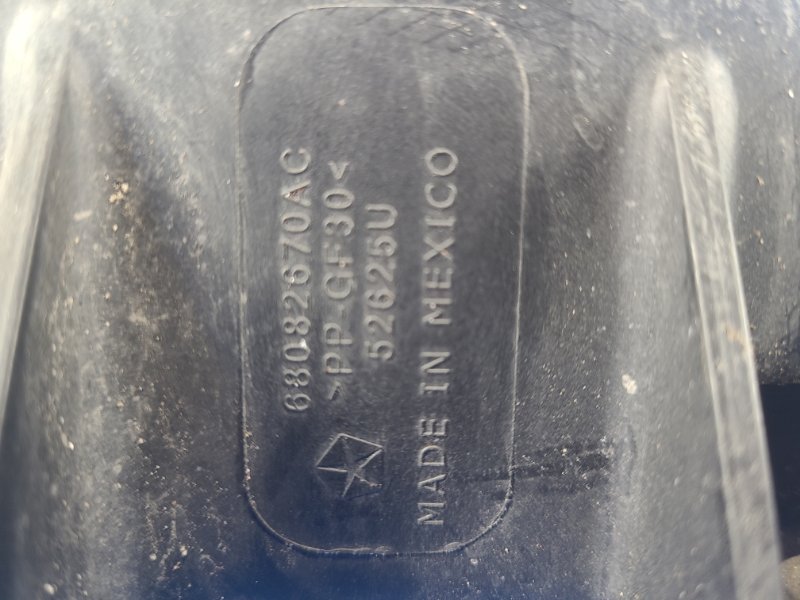 68082670AC
>PP-GF30<
52625U
MADE IN MEXICO